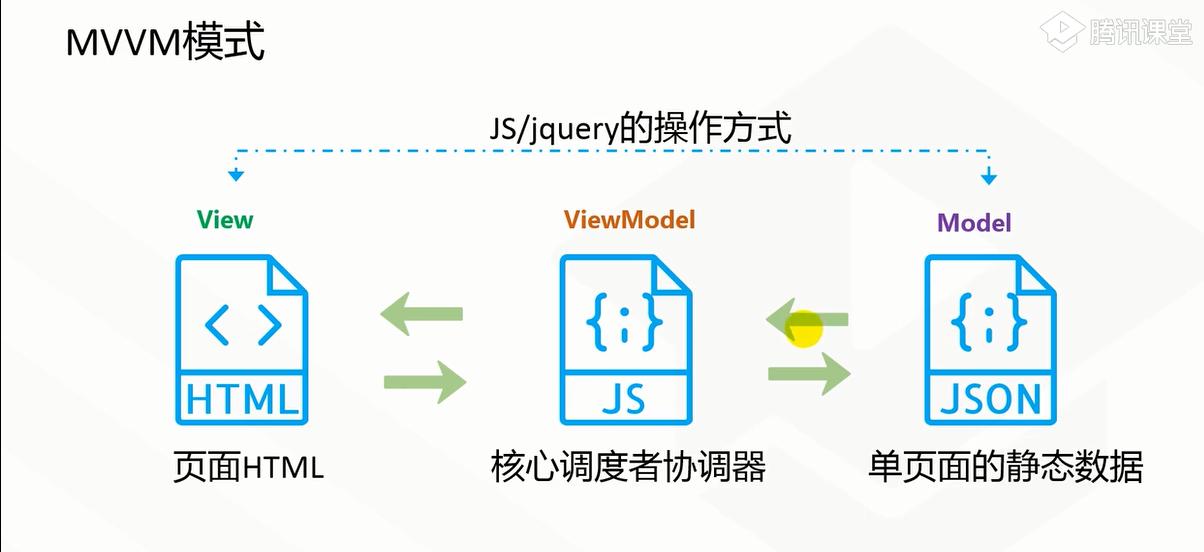 MVVM模式
腾讯课堂
JS/jquery的操作方式
View
ViewModel
Model
< >
{;}
{;}
HTML
JS
JSON
页面HTML
核心调度者协调器
单页面的静态数据